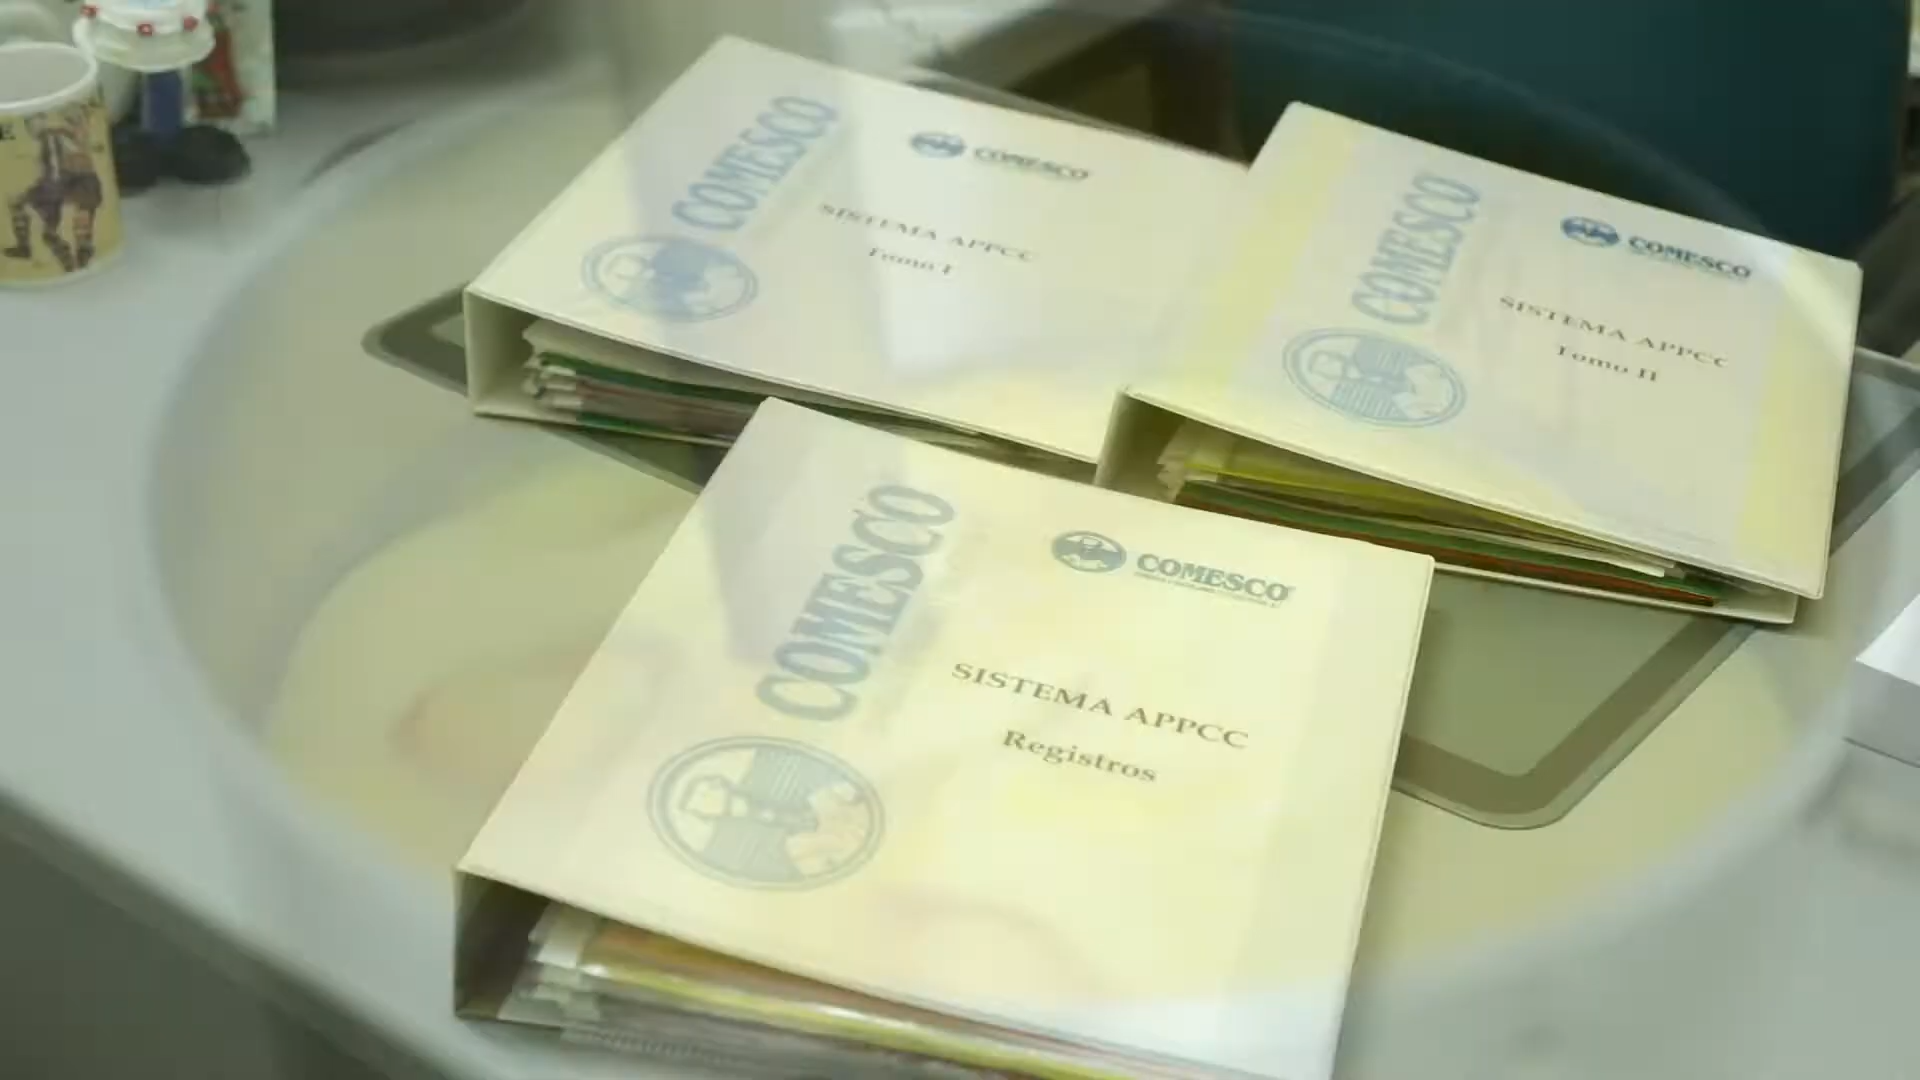 COMESCO
COMESCO
SISTEMA APPCC
Tomo I
COMESCO
COMESCO
SISTEMA APPCC
Tomo II
COMESCO
COMESCO
SISTEMA APPCC
Registros